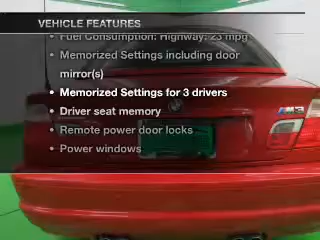 VEHICLE FEATURES
Fuel Consumption: Highway: 23 mpg
Memorized Settings including door
mirror(s)
Memorized Settings for 3 drivers
Driver seat memory
Remote power door locks
Power windows
M3